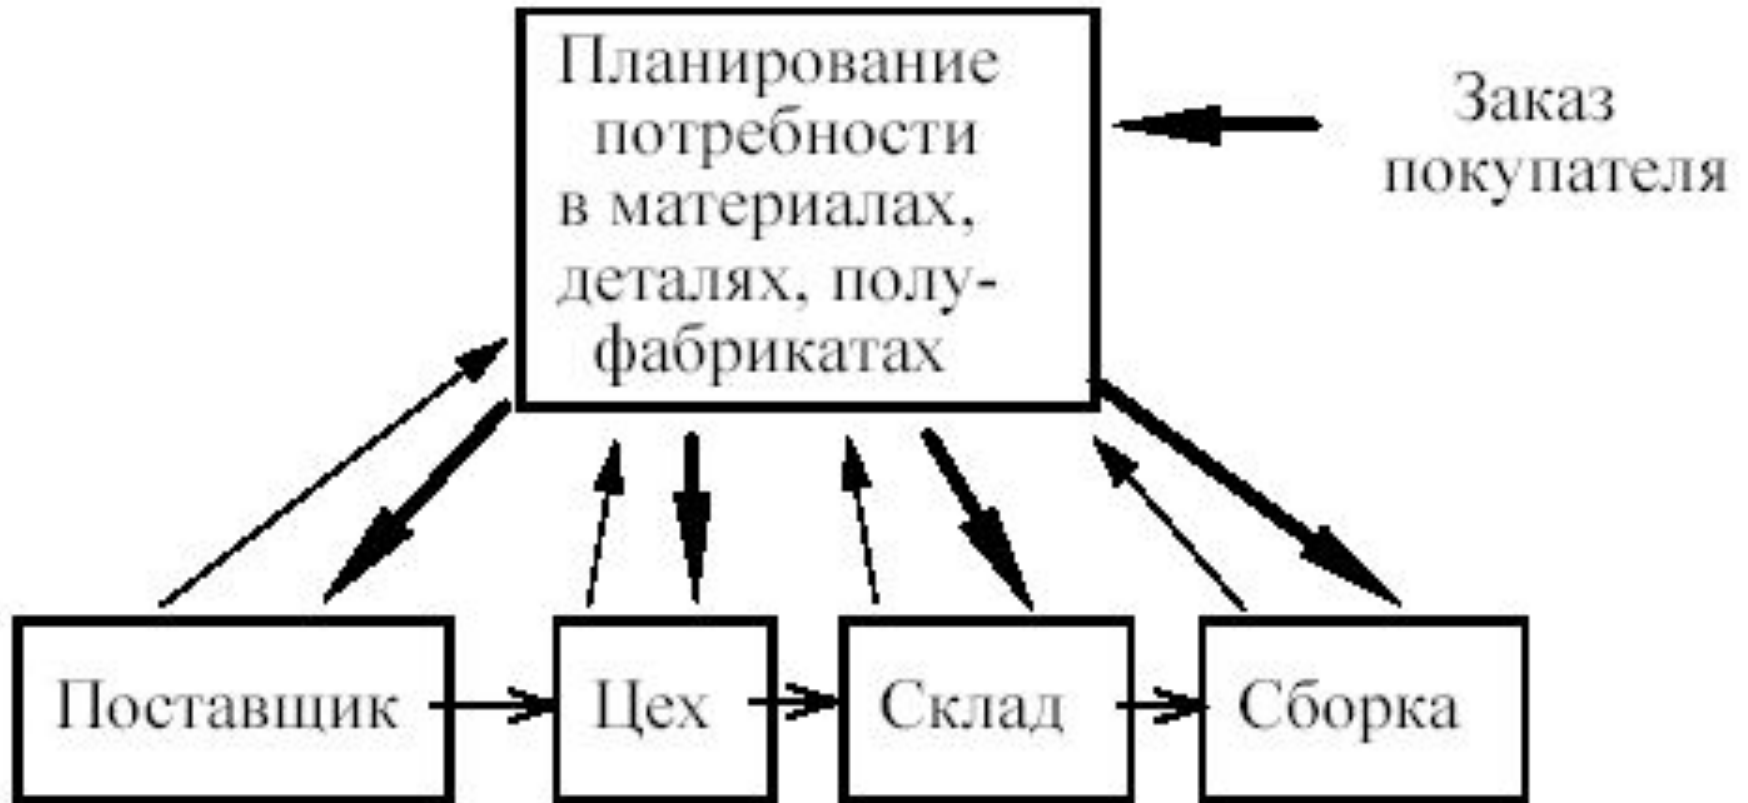 Планирование
потребности
в материалах,
деталях, полу-
фабрикатах
Заказ
покупателя
Поставщик
Цех
Склад
Сборка